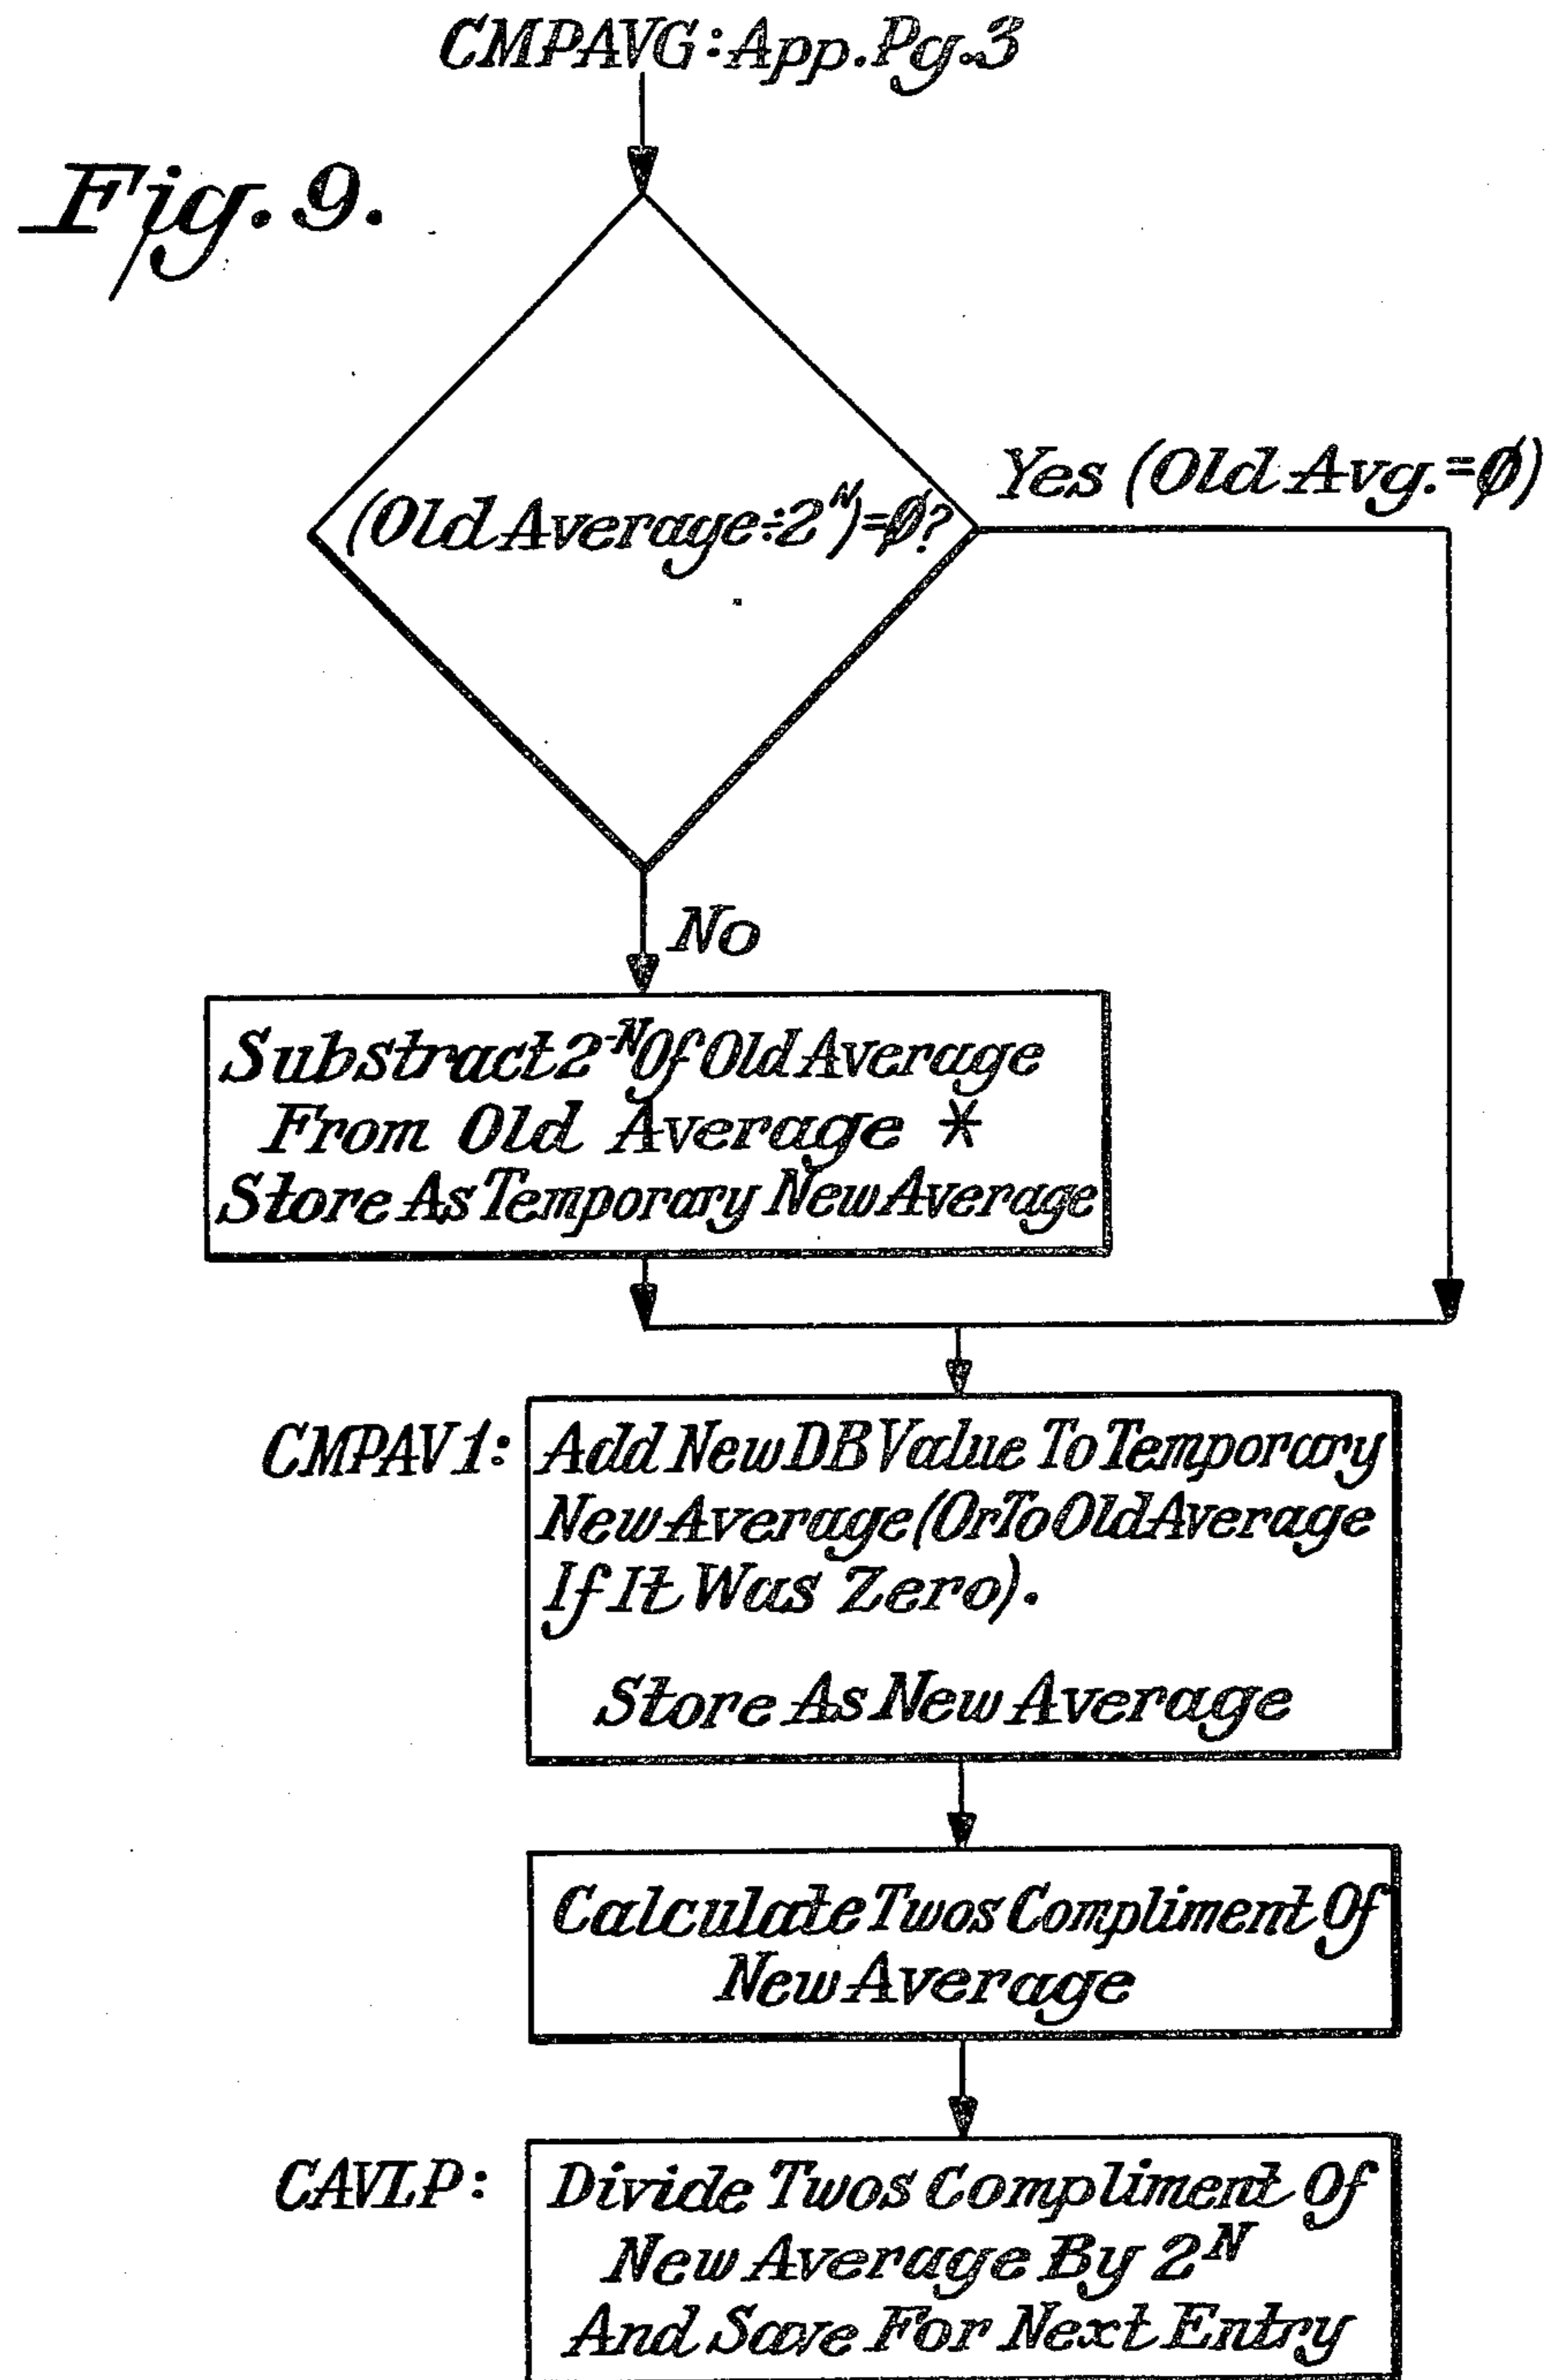 CMPAVG: App. Pg. 3
Fig. 9.
Yes (Old Avg.=Ø)
(Old Average÷2ᴺ)=Ø?
No
Substract 2⁻ᴺ Of Old Average
From Old Average *
Store As Temporary New Average
CMPAV1:
Add New DB Value To Temporary
New Average (Or To Old Average
If It Was Zero).
Store As New Average
Calculate Twos Compliment Of
New Average
CAVLP:
Divide Twos Compliment Of
New Average By 2ᴺ
And Save For Next Entry